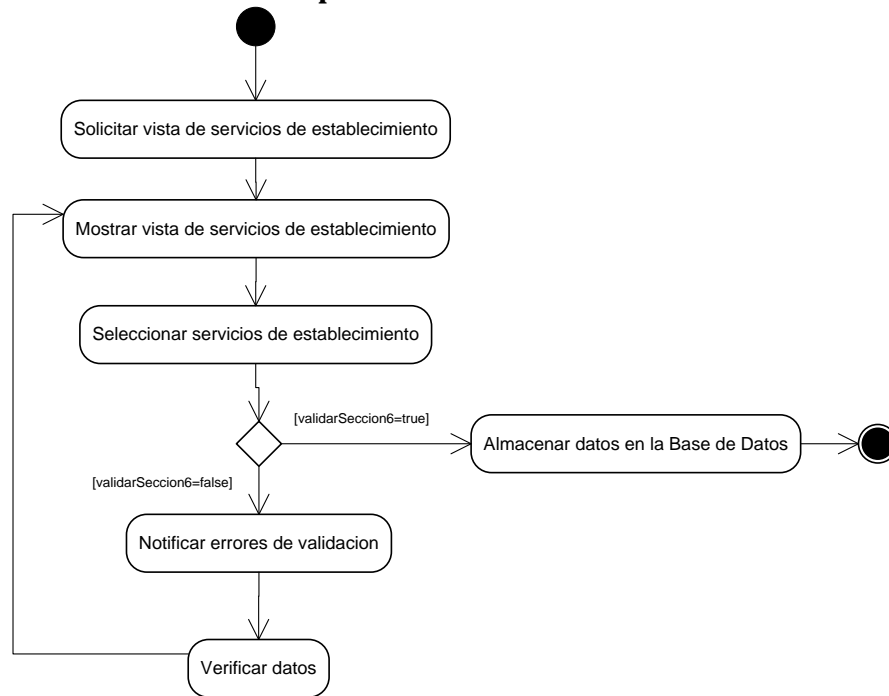 Solicitar vista de servicios de establecimiento
Mostrar vista de servicios de establecimiento
Seleccionar servicios de establecimiento
[validarSeccion6=true]
Almacenar datos en la Base de Datos
[validarSeccion6=false]
Notificar errores de validacion
Verificar datos